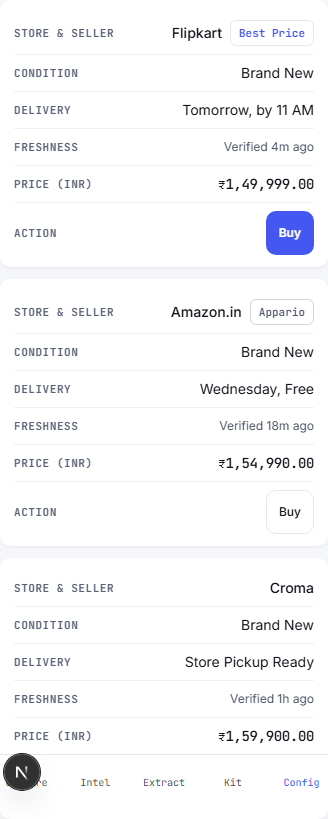 STORE & SELLER Flipkart Best Price
CONDITION Brand New
DELIVERY Tomorrow, by 11 AM
FRESHNESS Verified 4m ago
PRICE (INR) ₹1,49,999.00
ACTION Buy
STORE & SELLER Amazon.in Appario
CONDITION Brand New
DELIVERY Wednesday, Free
FRESHNESS Verified 18m ago
PRICE (INR) ₹1,54,990.00
ACTION Buy
STORE & SELLER Croma
CONDITION Brand New
DELIVERY Store Pickup Ready
FRESHNESS Verified 1h ago
PRICE (INR) ₹1,59,900.00
N Intel Extract Kit Config